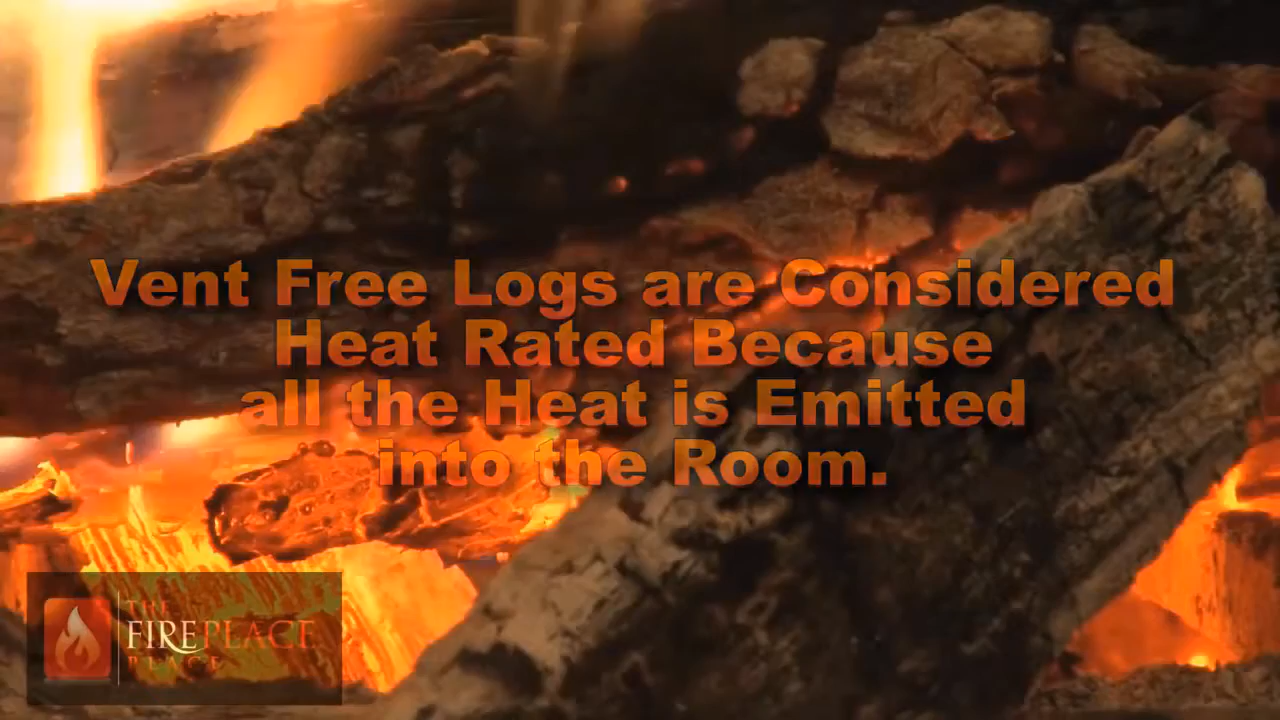 Vent Free Logs are Considered
Heat Rated Because
all the Heat is Emitted
into the Room.
THE
FIREPLACE
PLACE